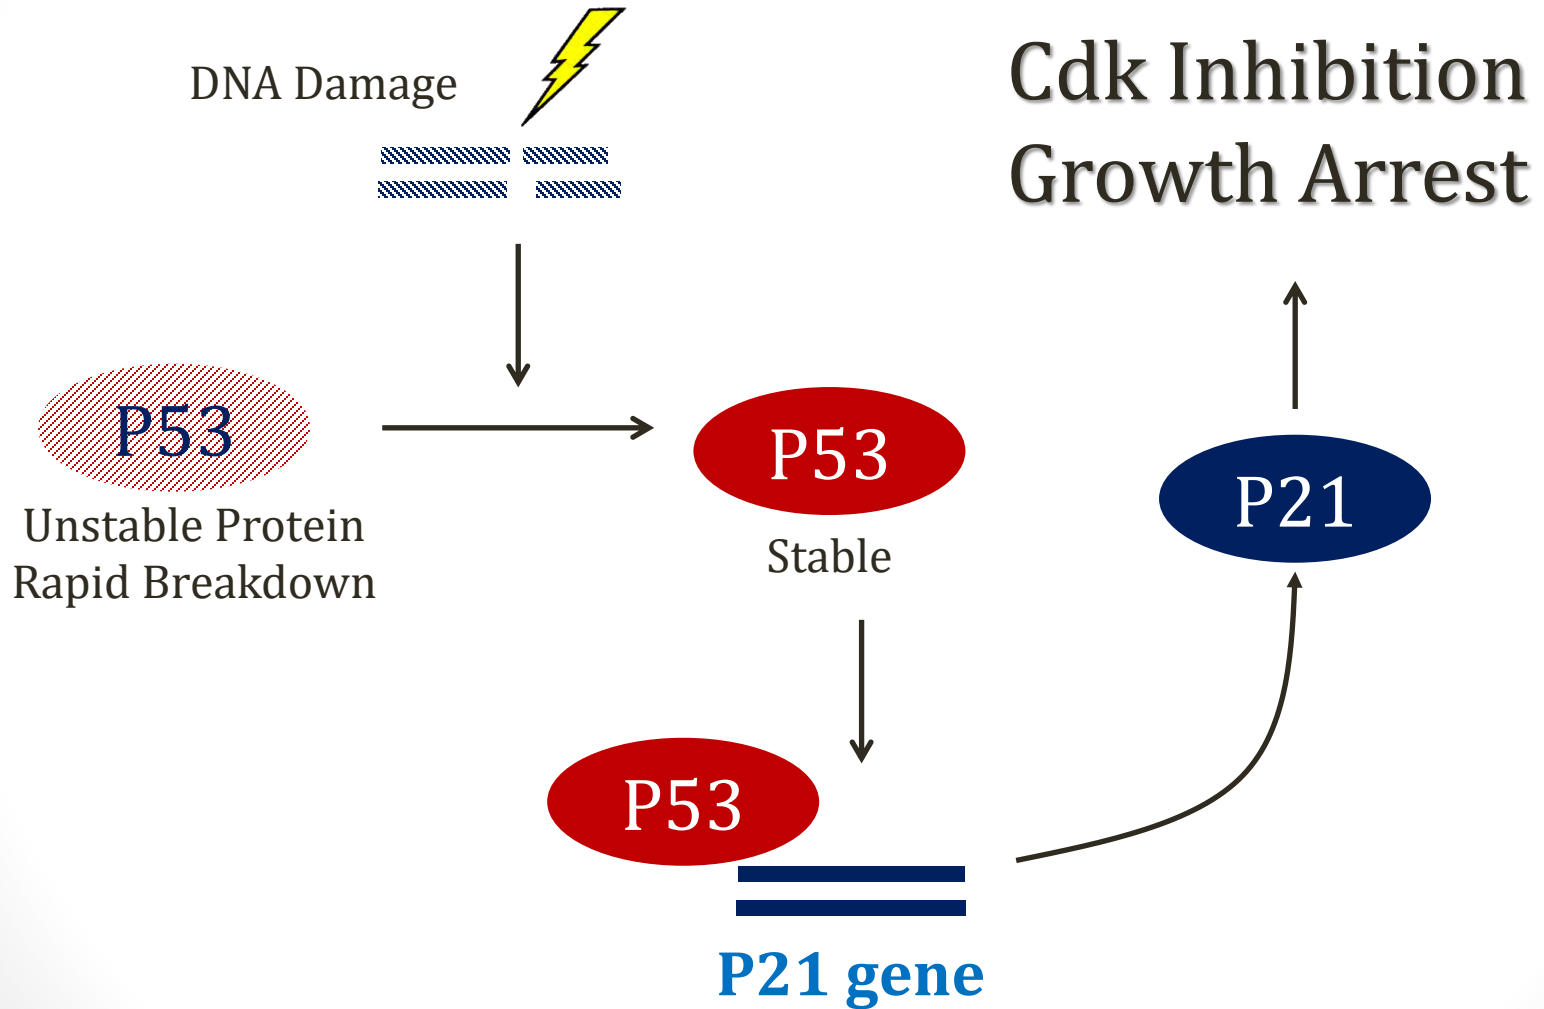 DNA Damage
Cdk Inhibition
Growth Arrest
P53
Unstable Protein
Rapid Breakdown
P53
Stable
P21
P53
P21 gene